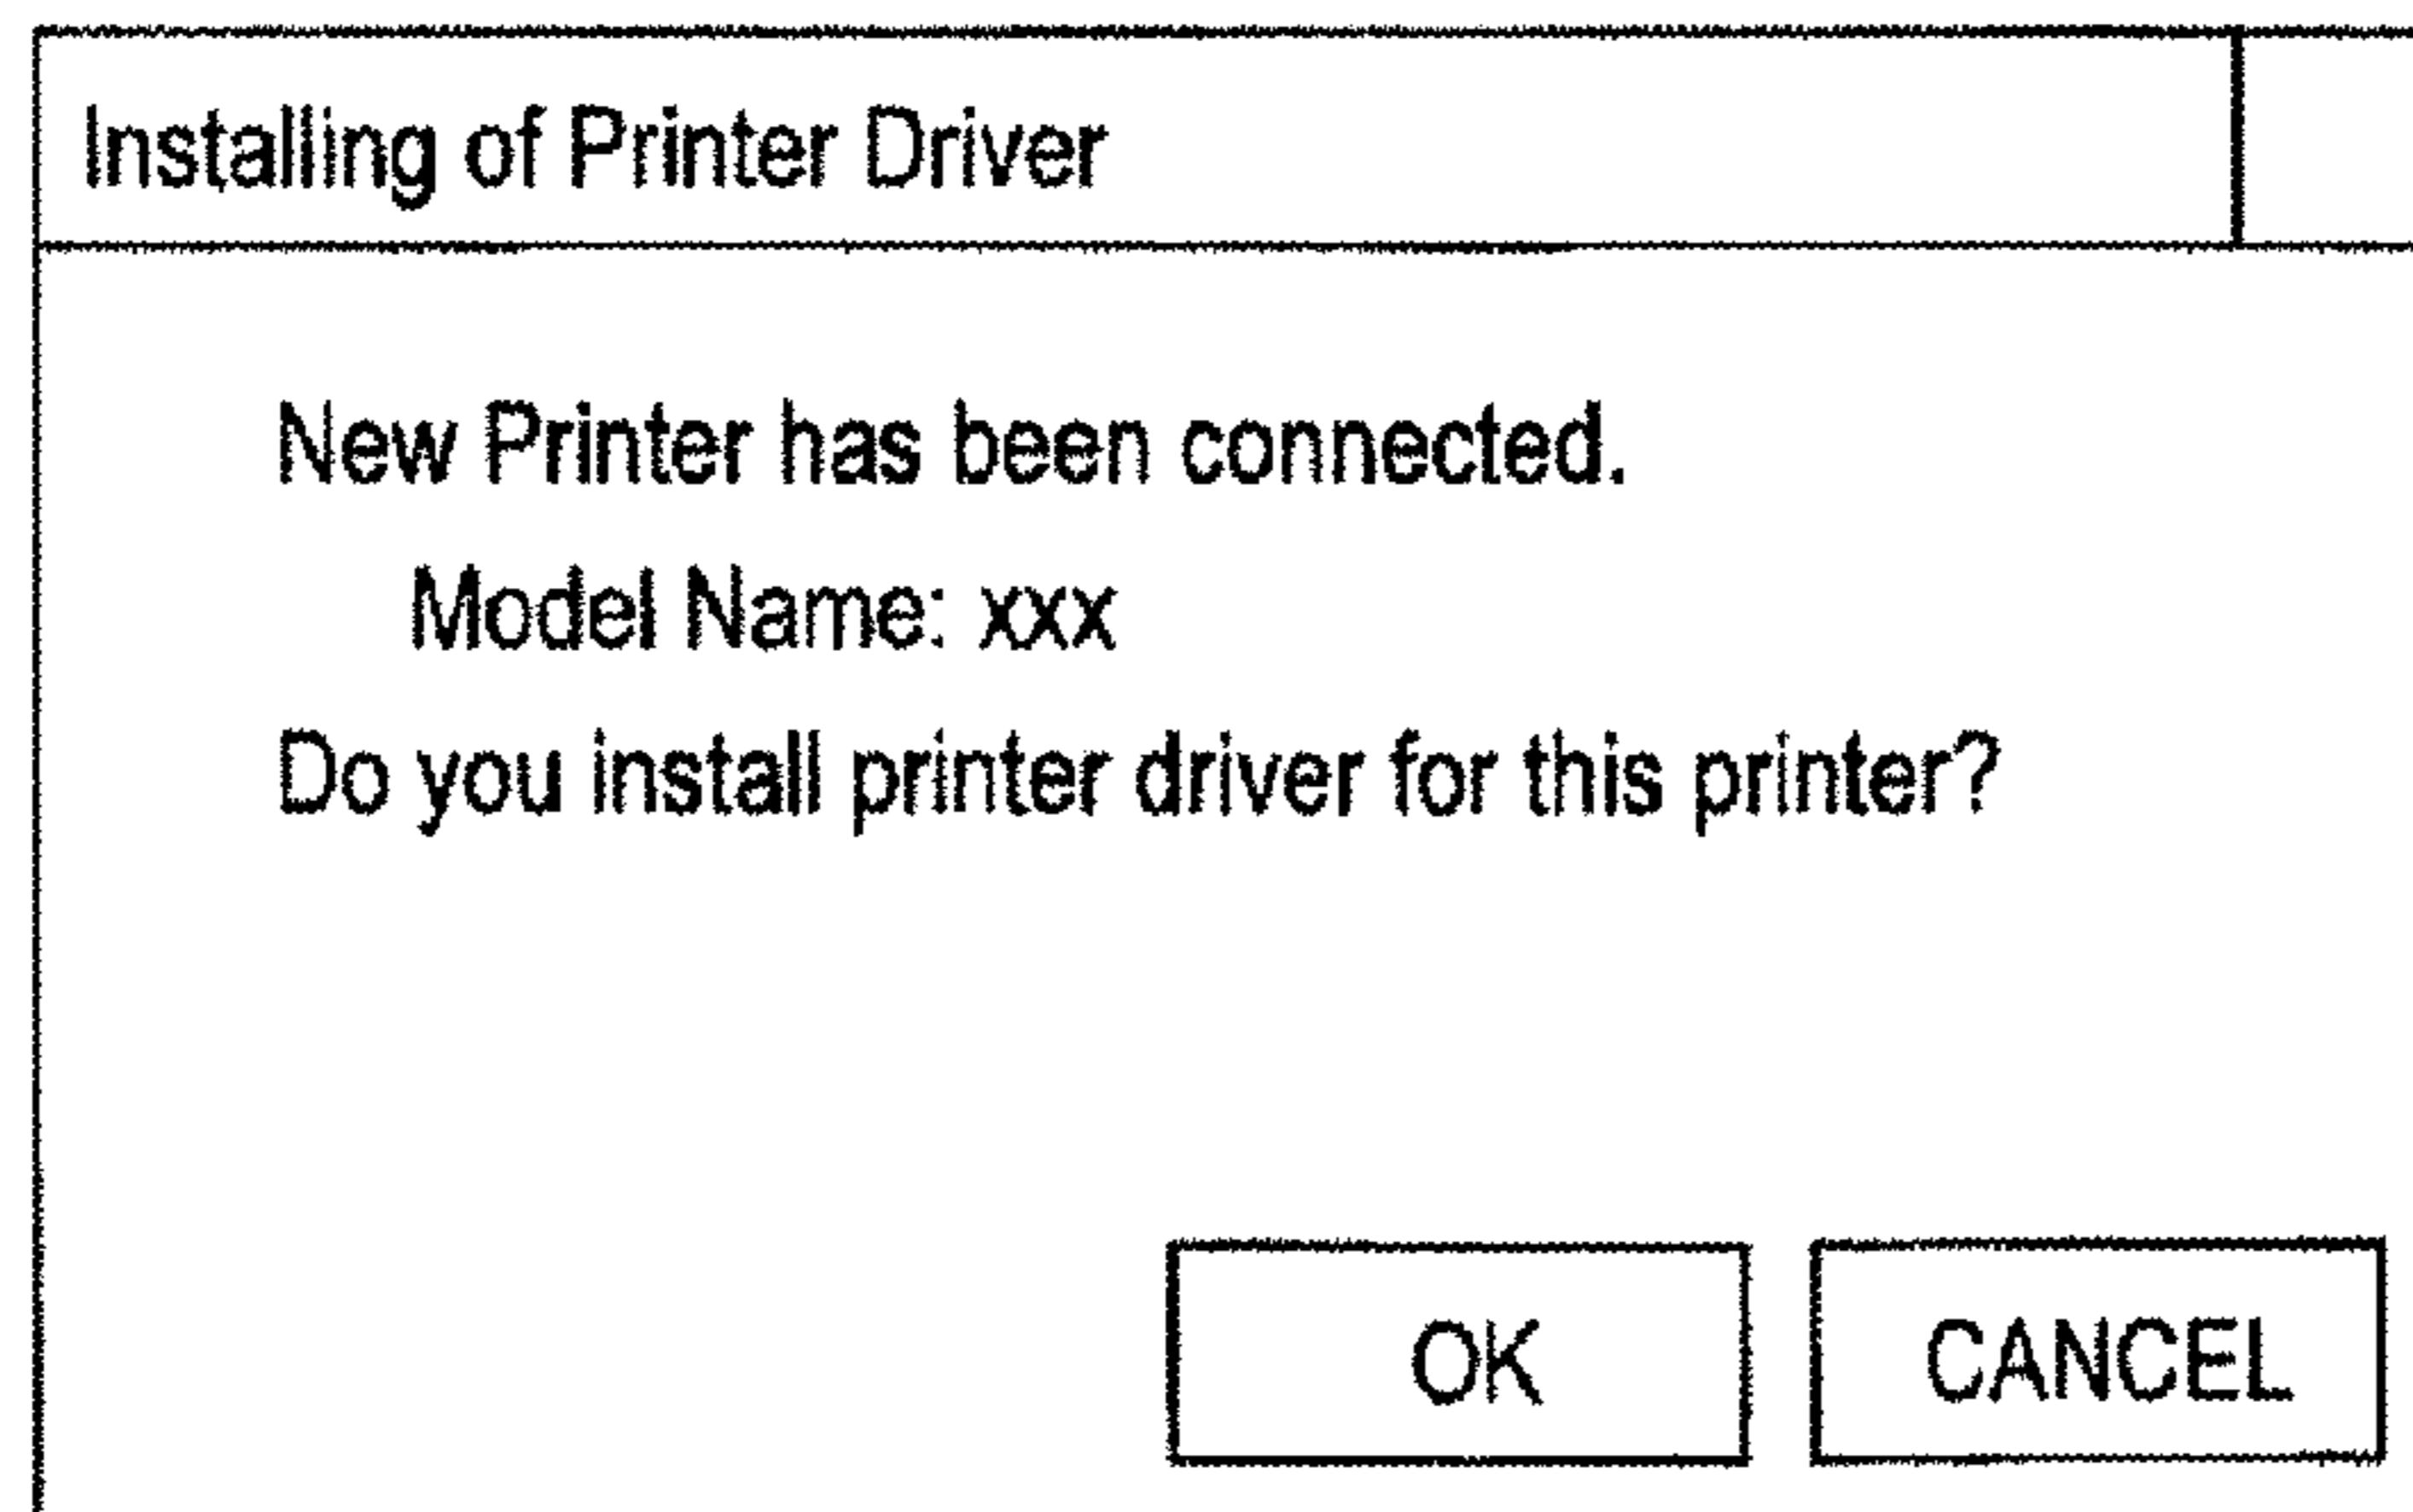 Installing of Printer Driver
New Printer has been connected.
Model Name: xxx
Do you install printer driver for this printer?
OK CANCEL